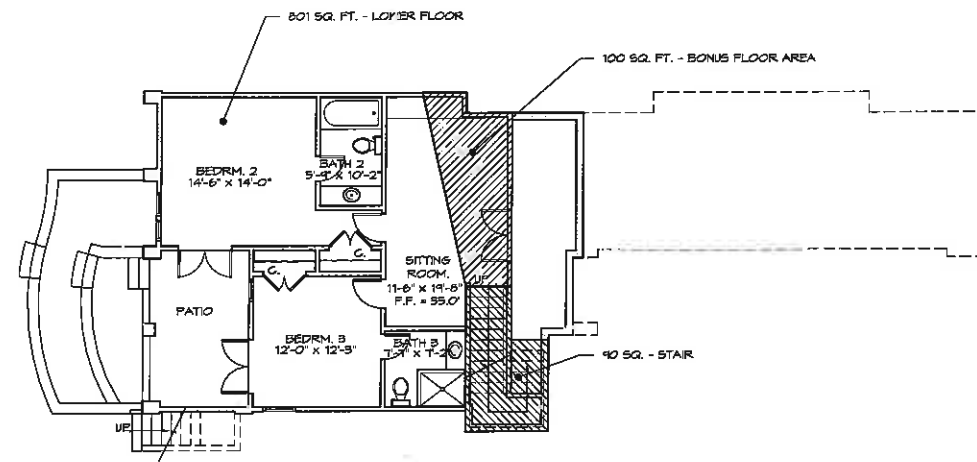 801 SQ. FT. - LOWER FLOOR
100 SQ. FT. - BONUS FLOOR AREA
BATH 2
5'-9" X 10'-2"
BEDRM. 2
14'-6" X 14'-0"
C.
C.
SITTING
ROOM.
11-6" X 19'-8"
F.F. = 35.0'
UP
PATIO
BEDRM. 3
12'-0" X 12'-3"
BATH 3
90 SQ. - STAIR
UP